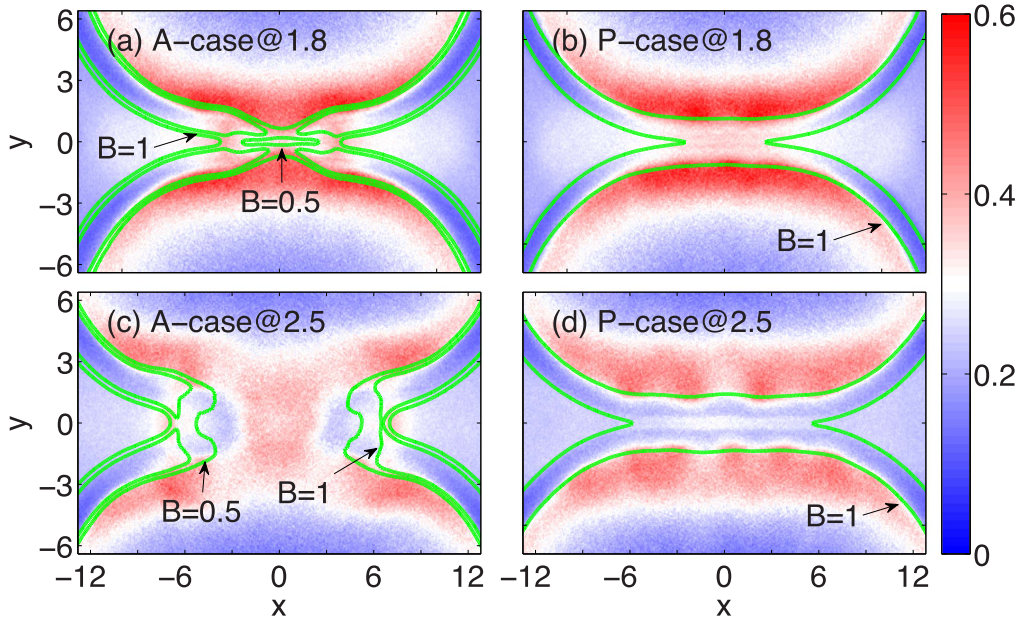 (a) A−case@1.8
(b) P−case@1.8
6
3
0
−3
−6
y
B=1
B=0.5
B=1
0.6
0.4
0.2
0
(c) A−case@2.5
(d) P−case@2.5
6
3
0
−3
−6
y
B=0.5
B=1
B=1
−12 −6 0 6 12
−12 −6 0 6 12
x
x